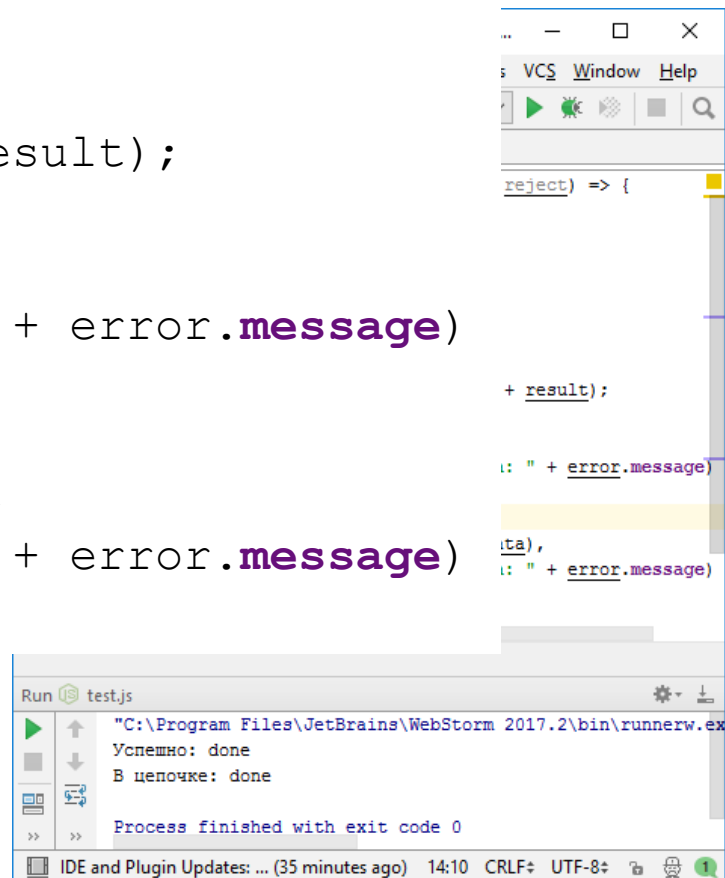 esult);
+ error.message)
+ error.message)
... 
s VCS Window Help
reject) => {
+ result);
: " + error.message)
ata),
: " + error.message)
Run test.js
"C:\Program Files\JetBrains\WebStorm 2017.2\bin\runnerw.ex
Успешно: done
В цепочке: done
Process finished with exit code 0
>> >>
IDE and Plugin Updates: ... (35 minutes ago) 14:10 CRLF UTF-8 1